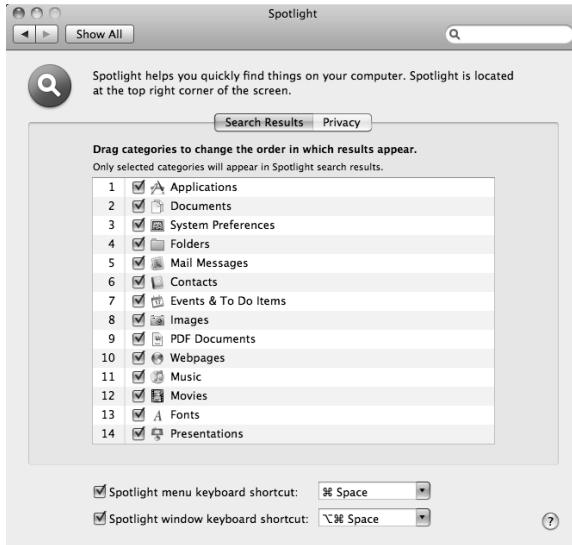 Spotlight
Show All
Spotlight helps you quickly find things on your computer. Spotlight is located
at the top right corner of the screen.
Search Results Privacy
Drag categories to change the order in which results appear.
Only selected categories will appear in Spotlight search results.
1 Applications
2 Documents
3 System Preferences
4 Folders
5 Mail Messages
6 Contacts
7 Events & To Do Items
8 Images
9 PDF Documents
10 Webpages
11 Music
12 Movies
13 Fonts
14 Presentations
Spotlight menu keyboard shortcut: ⌘ Space
Spotlight window keyboard shortcut: ⌥⌘ Space
?